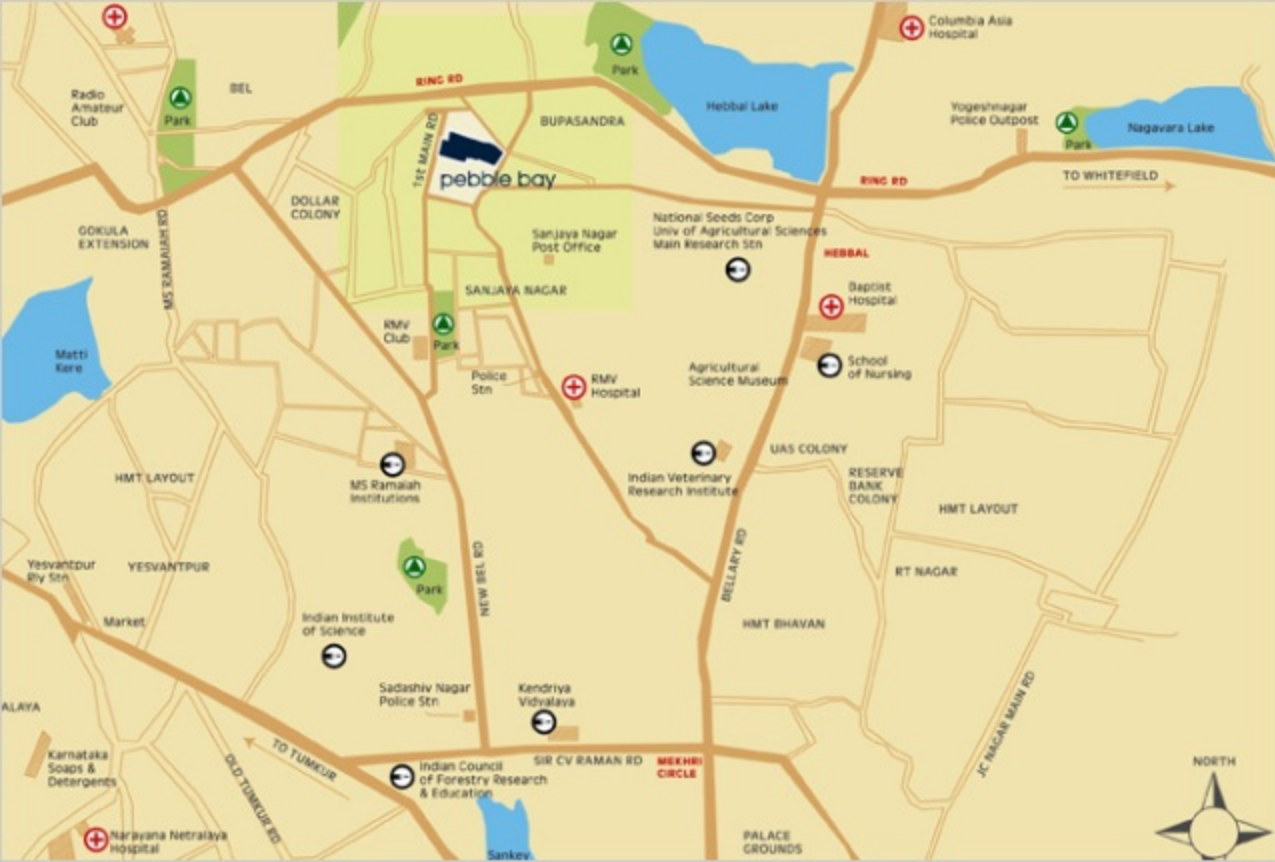 Columbia Asia
Hospital
RING RD
BEL
Park
Radio
Amateur
Club
Park
Hebbal Lake
Yogeshnagar
Police Outpost
BUPASANDRA
Nagavara Lake
Park
1st MAIN RD
pebble bay
RING RD
TO WHITEFIELD
DOLLAR
COLONY
GOKULA
EXTENSION
MS RAMAIAH RD
Sanjaya Nagar
Post Office
National Seeds Corp
Univ of Agricultural Sciences
Main Research Stn
HEBBAL
SANJAYA NAGAR
Baptist
Hospital
RMV
Club
Park
Matti
Kere
Police
Stn
RMV
Hospital
Agricultural
Science Museum
School
of Nursing
UAS COLONY
HMT LAYOUT
MS Ramaiah
Institutions
Indian Veterinary
Research Institute
RESERVE
BANK
COLONY
HMT LAYOUT
Yesvantpur
Rly Stn
YESVANTPUR
Park
NEW BEL RD
BELLARY RD
RT NAGAR
Market
Indian Institute
of Science
HMT BHAVAN
Sadashiv Nagar
Police Stn
Kendriya
Vidyalaya
JC NAGAR MAIN RD
ALAYA
Karnataka
Soaps &
Detergents
OLD TUMKUR RD
TO TUMKUR
SIR CV RAMAN RD
MEKHRI
CIRCLE
Indian Council
of Forestry Research
& Education
NORTH
Narayana Netralaya
Hospital
Sankey
PALACE
GROUNDS